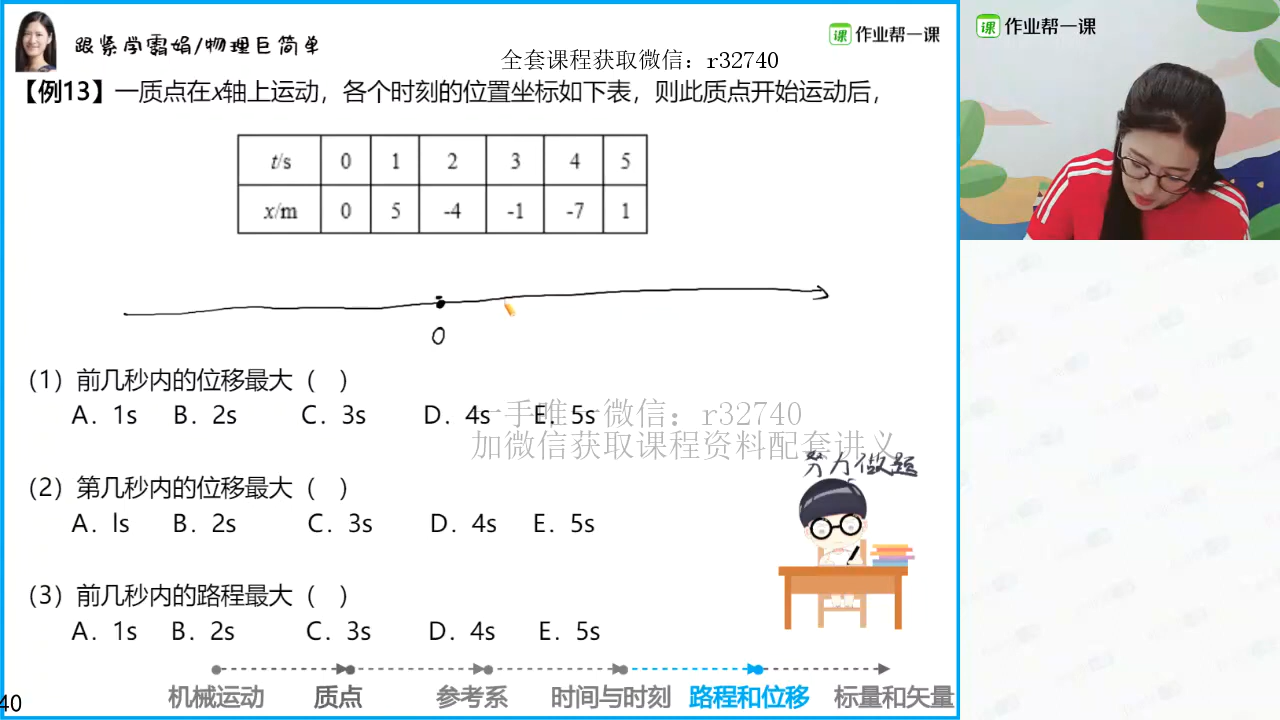 跟紧学霸娟/物理巨简单
课 作业帮一课
课 作业帮一课
全套课程获取微信：r32740
【例13】一质点在x轴上运动，各个时刻的位置坐标如下表，则此质点开始运动后，
t/s 0 1 2 3 4 5
x/m 0 5 -4 -1 -7 1
0
（1）前几秒内的位移最大（ ）
A．1s B．2s C．3s D．4s E．5s
一手唯一微信：r32740
加微信获取课程资料配套讲义
努力做题
（2）第几秒内的位移最大（ ）
A．ls B．2s C．3s D．4s E．5s
（3）前几秒内的路程最大（ ）
A．1s B．2s C．3s D．4s E．5s
机械运动 质点 参考系 时间与时刻 路程和位移 标量和矢量
40